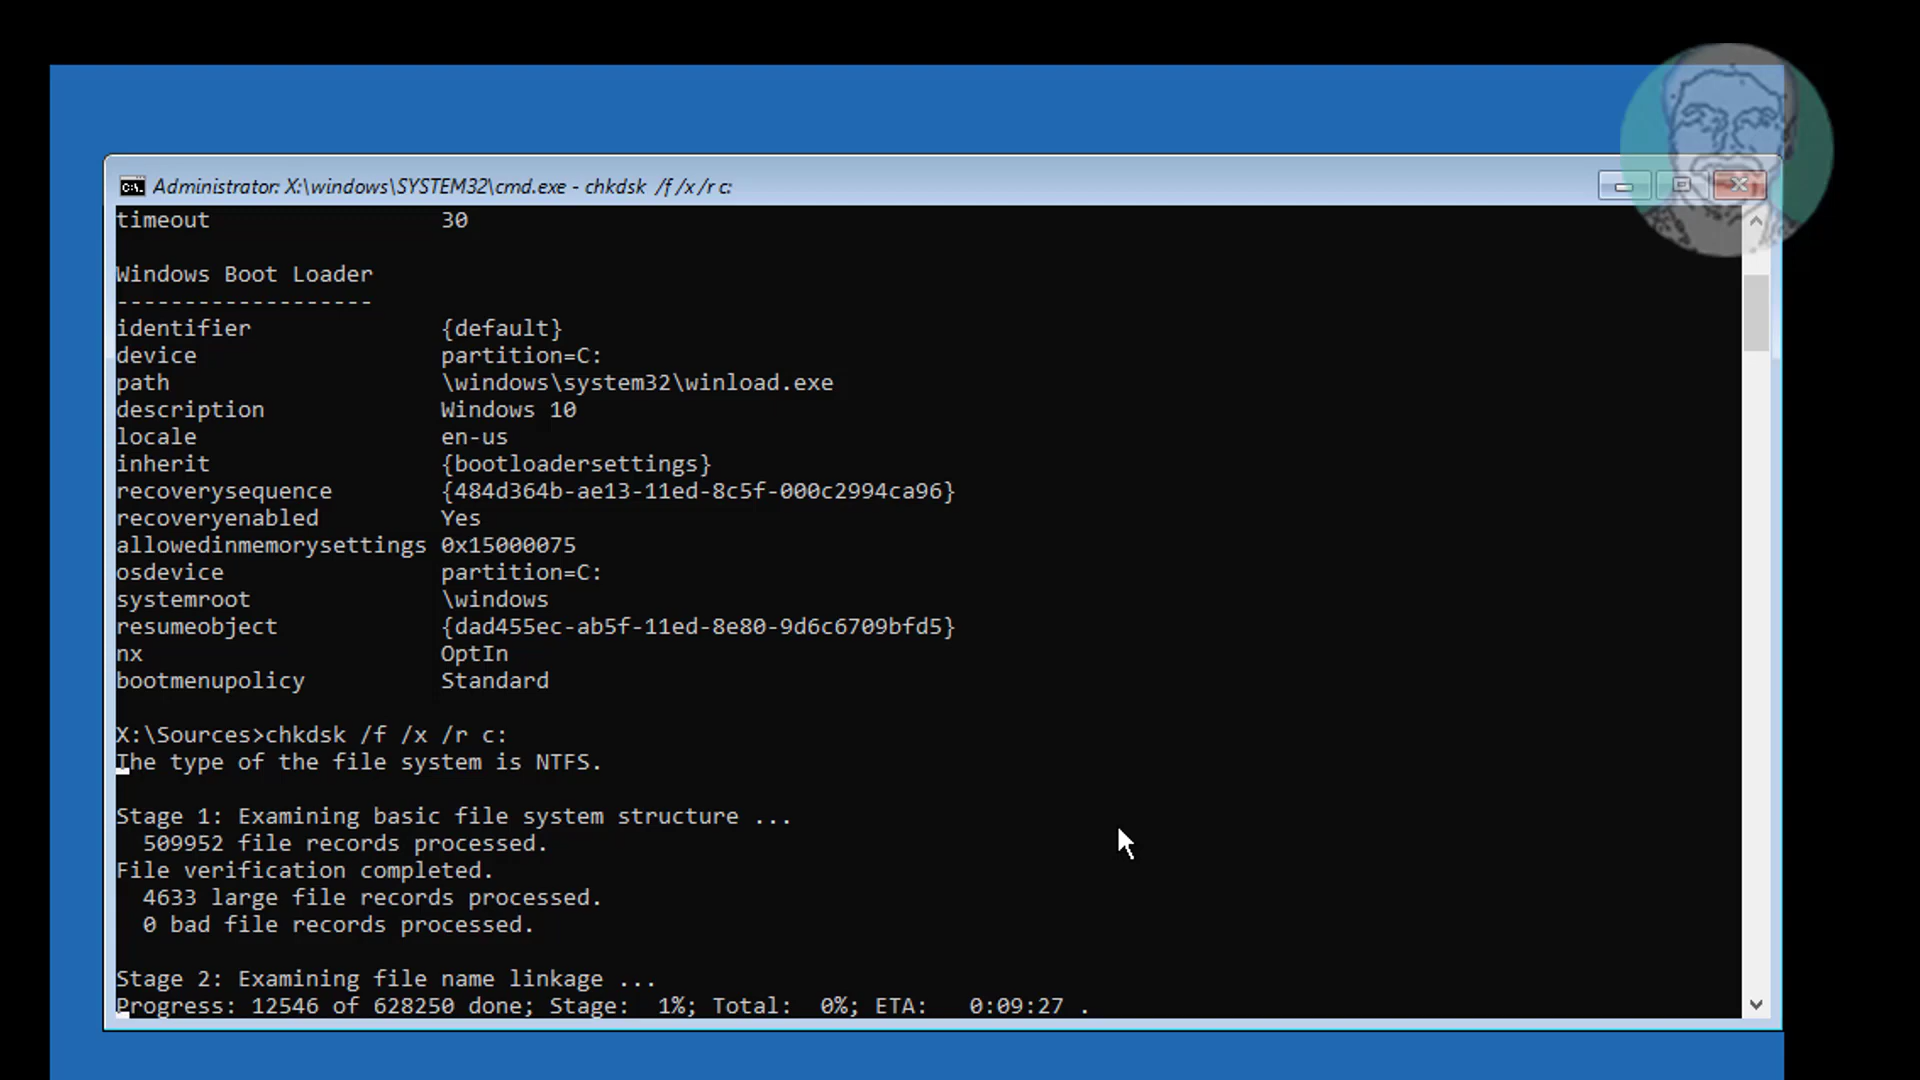 Administrator: X:\windows\SYSTEM32\cmd.exe - chkdsk /f /x /r c:
timeout                 30
Windows Boot Loader
-------------------
identifier              {default}
device                  partition=C:
path                    \windows\system32\winload.exe
description             Windows 10
locale                  en-us
inherit                 {bootloadersettings}
recoverysequence        {484d364b-ae13-11ed-8c5f-000c2994ca96}
recoveryenabled         Yes
allowedinmemorysettings 0x15000075
osdevice                partition=C:
systemroot              \windows
resumeobject            {dad455ec-ab5f-11ed-8e80-9d6c6709bfd5}
nx                      OptIn
bootmenupolicy          Standard
X:\Sources>chkdsk /f /x /r c:
The type of the file system is NTFS.
Stage 1: Examining basic file system structure ...
  509952 file records processed.
File verification completed.
  4633 large file records processed.
  0 bad file records processed.
Stage 2: Examining file name linkage ...
Progress: 12546 of 628250 done; Stage:  1%; Total:  0%; ETA:   0:09:27 .